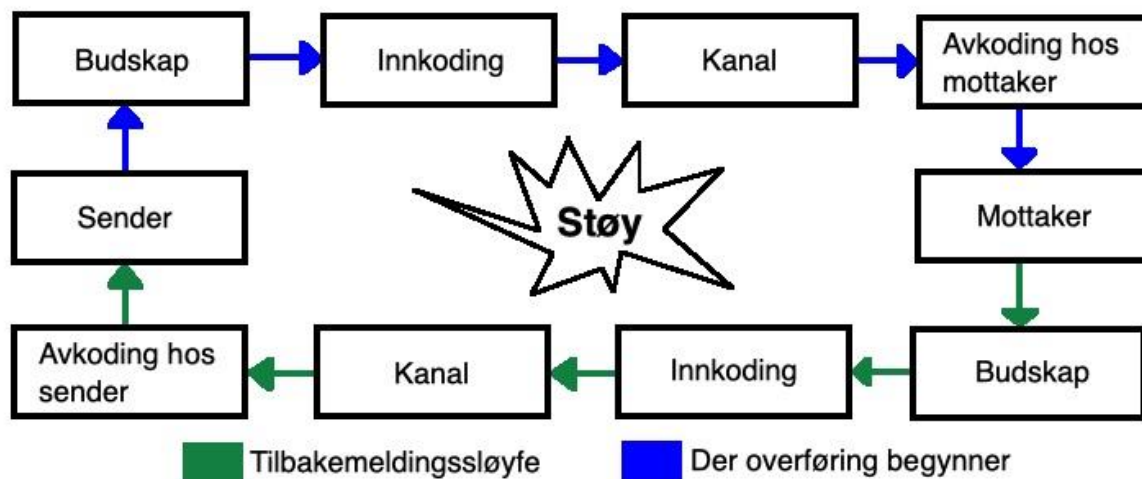 Budskap
Innkoding
Kanal
Avkoding hos
mottaker
Sender
Støy
Mottaker
Avkoding hos
sender
Kanal
Innkoding
Budskap
Tilbakemeldingssløyfe
Der overføring begynner